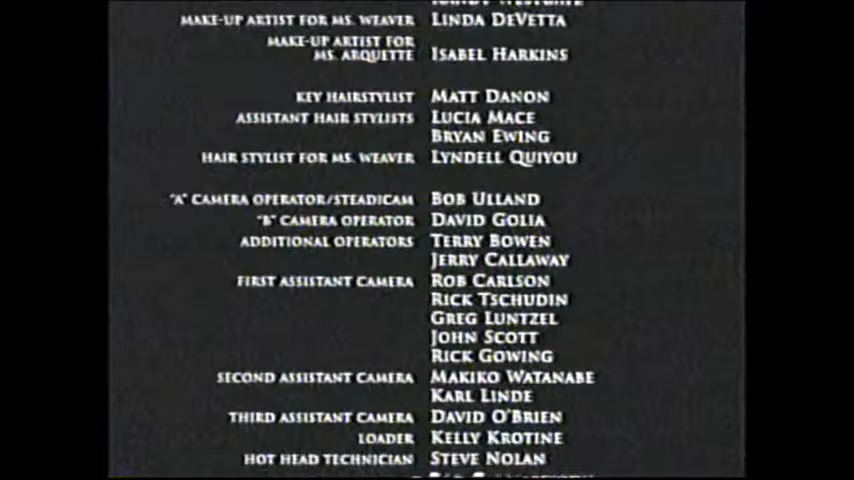 MAKE-UP ARTIST FOR MS. WEAVER LINDA DEVETTA
MAKE-UP ARTIST FOR
MS. ARQUETTE ISABEL HARKINS
KEY HAIRSTYLIST MATT DANON
ASSISTANT HAIR STYLISTS LUCIA MACE
BRYAN EWING
HAIR STYLIST FOR MS. WEAVER LYNDELL QUIYOU
"A" CAMERA OPERATOR/STEADICAM BOB ULLAND
"B" CAMERA OPERATOR DAVID GOLIA
ADDITIONAL OPERATORS TERRY BOWEN
JERRY CALLAWAY
FIRST ASSISTANT CAMERA ROB CARLSON
RICK TSCHUDIN
GREG LUNTZEL
JOHN SCOTT
RICK GOWING
SECOND ASSISTANT CAMERA MAKIKO WATANABE
KARL LINDE
THIRD ASSISTANT CAMERA DAVID O'BRIEN
LOADER KELLY KROTINE
HOT HEAD TECHNICIAN STEVE NOLAN